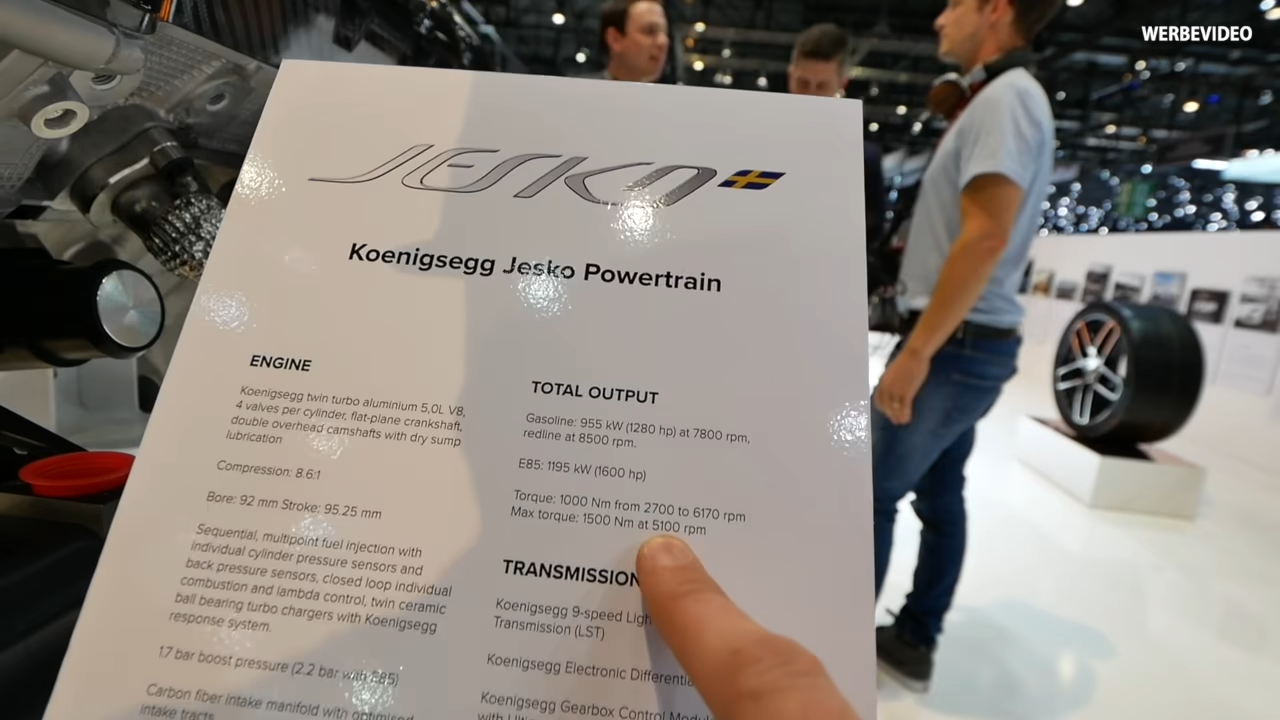 WERBEVIDEO
JESKO
Koenigsegg Jesko Powertrain
ENGINE
Koenigsegg twin turbo aluminium 5,0L V8,
4 valves per cylinder, flat-plane crankshaft,
double overhead camshafts with dry sump
lubrication
Compression: 8.6:1
Bore: 92 mm Stroke: 95.25 mm
Sequential, multipoint fuel injection with
individual cylinder pressure sensors and
back pressure sensors, closed loop individual
combustion and lambda control, twin ceramic
ball bearing turbo chargers with Koenigsegg
response system.
1.7 bar boost pressure (2.2 bar with E85)
Carbon fiber intake manifold with optimised
intake tracts
TOTAL OUTPUT
Gasoline: 955 kW (1280 hp) at 7800 rpm,
redline at 8500 rpm.
E85: 1195 kW (1600 hp)
Torque: 1000 Nm from 2700 to 6170 rpm
Max torque: 1500 Nm at 5100 rpm
TRANSMISSION
Koenigsegg 9-speed
Transmission (LST)
Koenigsegg Electronic
Koenigsegg Gearbox Control
with